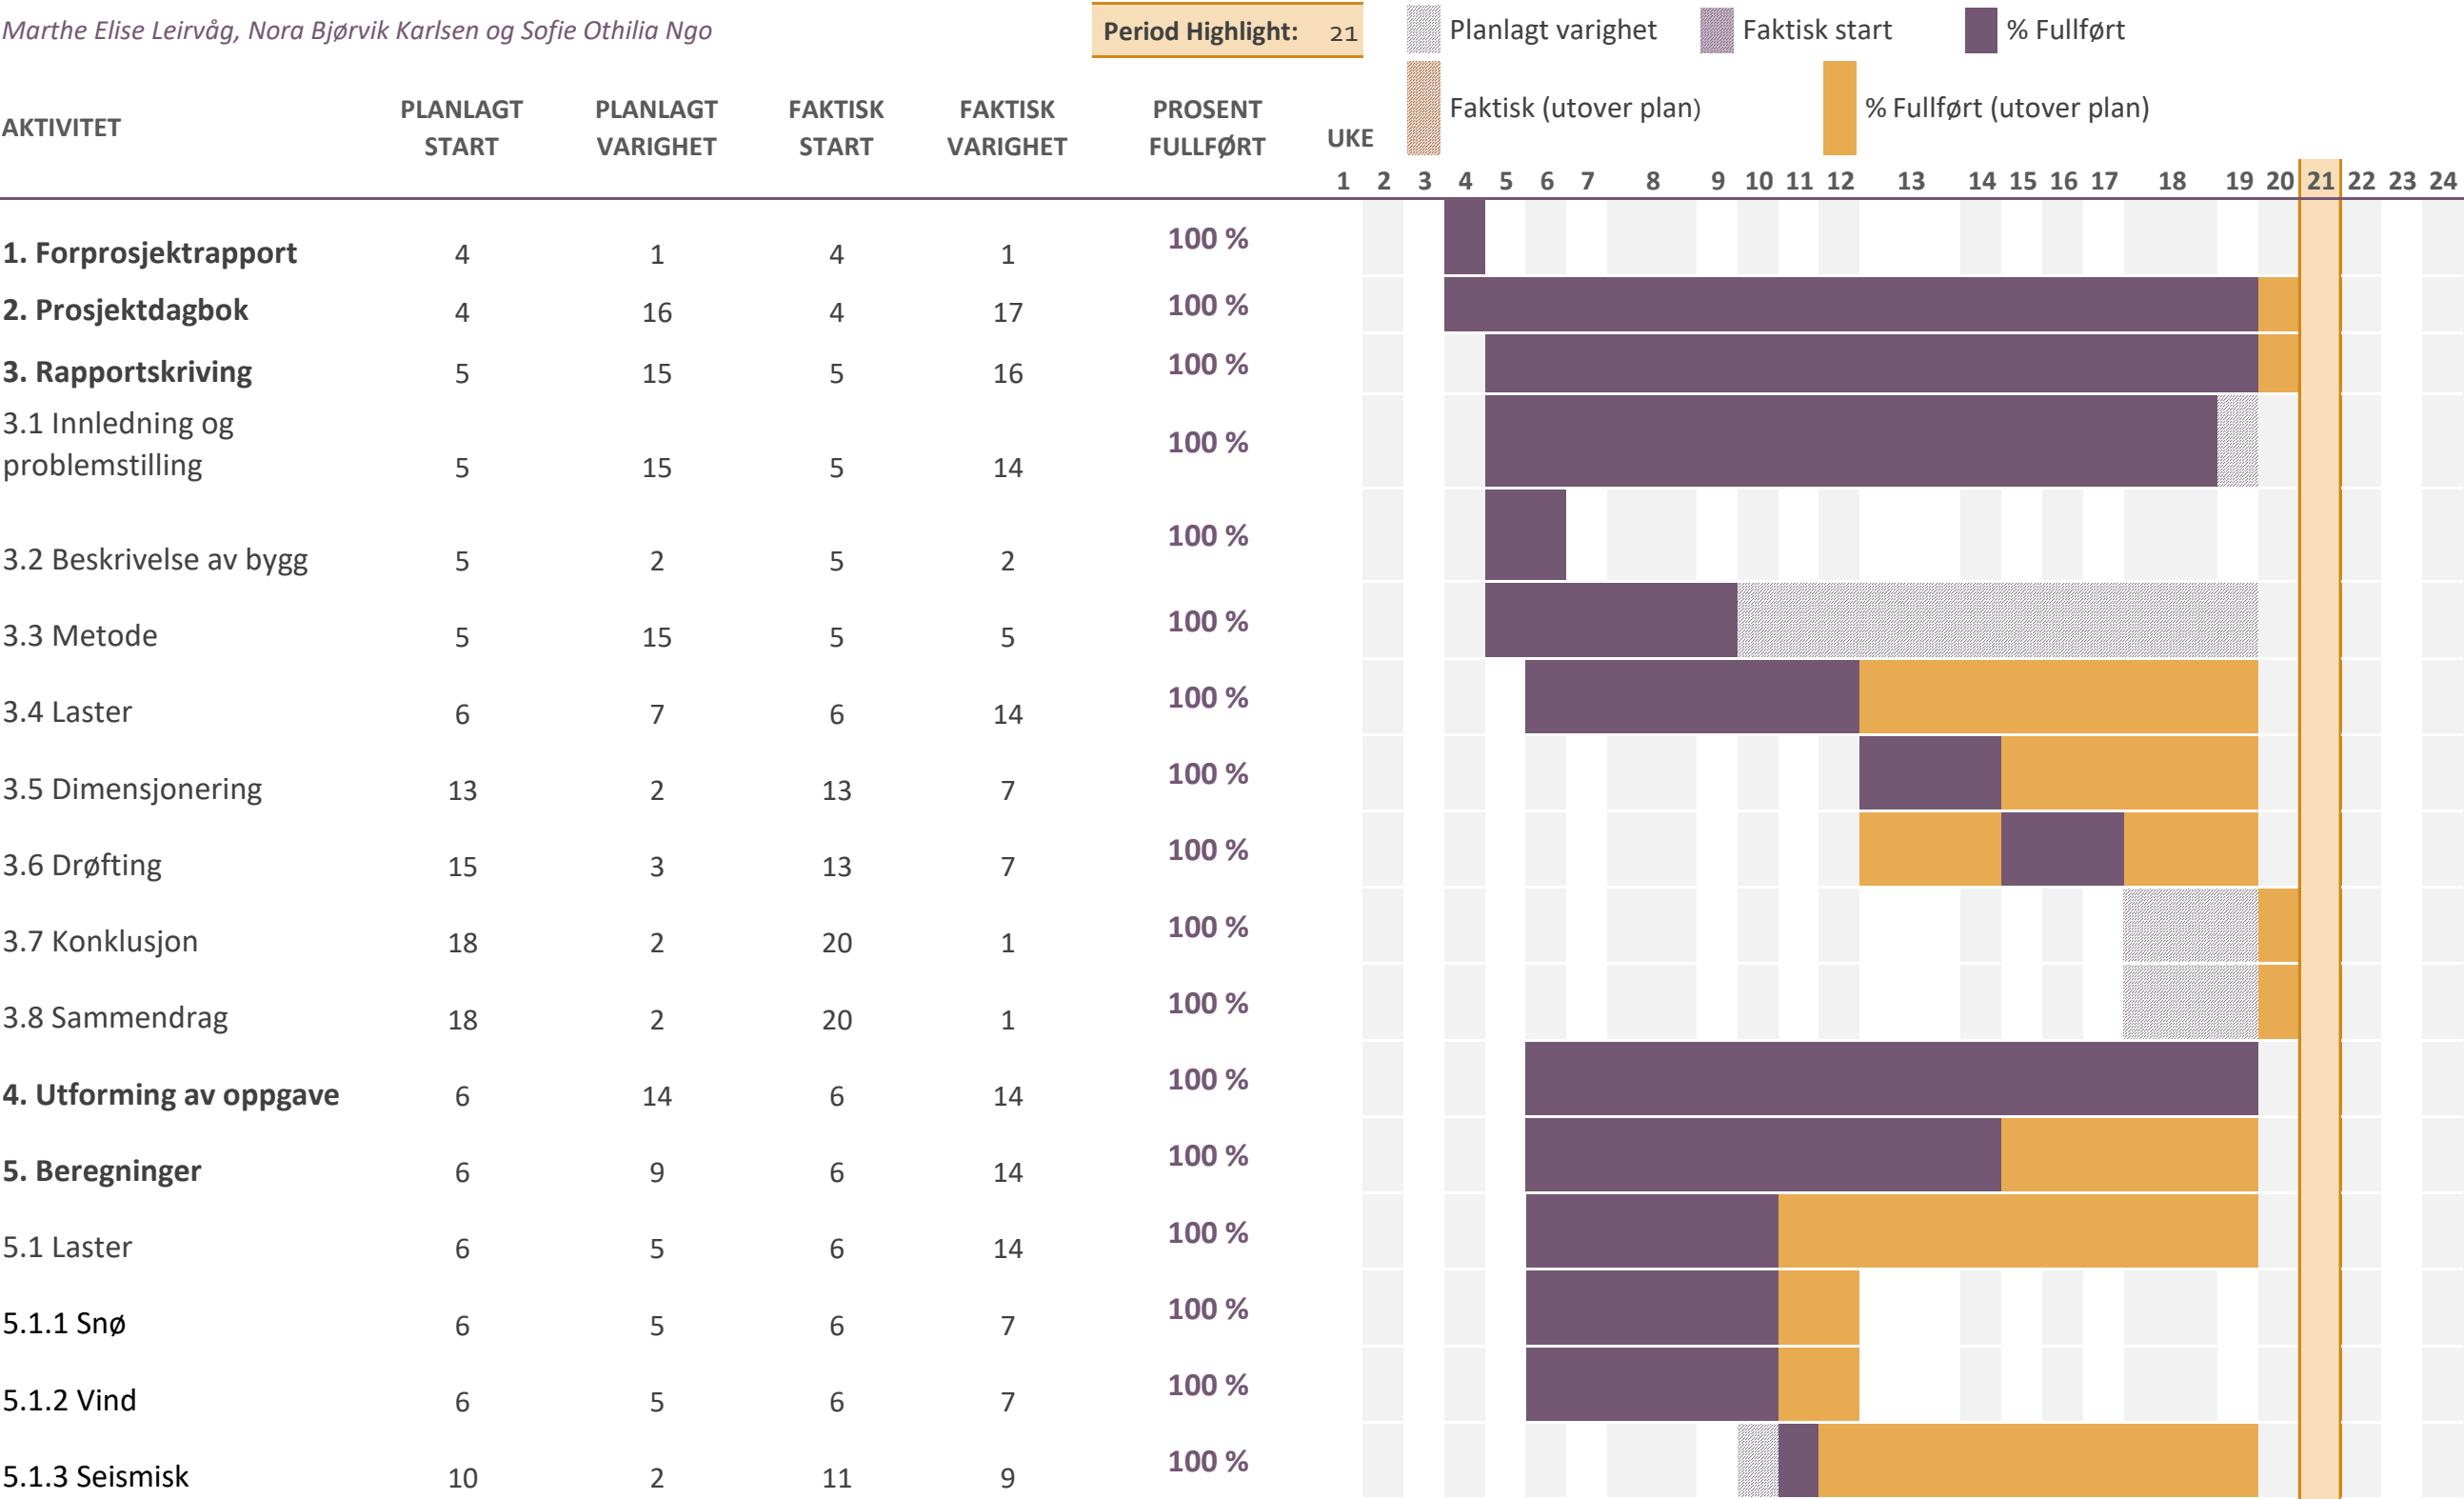 Marthe Elise Leirvåg, Nora Bjørvik Karlsen og Sofie Othilia Ngo
Period Highlight: 21
Planlagt varighet
Faktisk start
% Fullført
Faktisk (utover plan)
% Fullført (utover plan)
AKTIVITET
PLANLAGT START
PLANLAGT VARIGHET
FAKTISK START
FAKTISK VARIGHET
PROSENT FULLFØRT
UKE
1 2 3 4 5 6 7 8 9 10 11 12 13 14 15 16 17 18 19 20 21 22 23 24
1. Forprosjektrapport 4 1 4 1 100 %
2. Prosjektdagbok 4 16 4 17 100 %
3. Rapportskriving 5 15 5 16 100 %
3.1 Innledning og
problemstilling 5 15 5 14 100 %
3.2 Beskrivelse av bygg 5 2 5 2 100 %
3.3 Metode 5 15 5 5 100 %
3.4 Laster 6 7 6 14 100 %
3.5 Dimensjonering 13 2 13 7 100 %
3.6 Drøfting 15 3 13 7 100 %
3.7 Konklusjon 18 2 20 1 100 %
3.8 Sammendrag 18 2 20 1 100 %
4. Utforming av oppgave 6 14 6 14 100 %
5. Beregninger 6 9 6 14 100 %
5.1 Laster 6 5 6 14 100 %
5.1.1 Snø 6 5 6 7 100 %
5.1.2 Vind 6 5 6 7 100 %
5.1.3 Seismisk 10 2 11 9 100 %